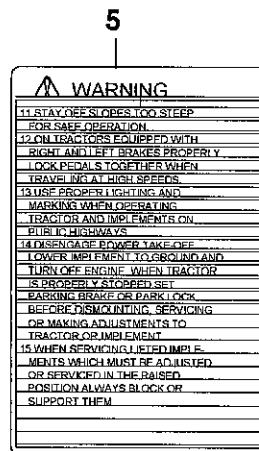 5
WARNING
11 STAY OFF SLOPES TOO STEEP
FOR SAFE OPERATION.
12 ON TRACTORS EQUIPPED WITH
RIGHT AND LEFT BRAKES PROPERLY
LOCK PEDALS TOGETHER WHEN
TRAVELING AT HIGH SPEEDS.
13 USE PROPER LIGHTING AND
MARKING WHEN OPERATING
TRACTOR AND IMPLEMENTS ON
PUBLIC HIGHWAYS
14 DISENGAGE POWER TAKE-OFF
LOWER IMPLEMENT TO GROUND AND
TURN OFF ENGINE, WHEN TRACTOR
IS PROPERLY STOPPED SET
PARKING BRAKE OR PARK LOCK
BEFORE DISMOUNTING, SERVICING
OR MAKING ADJUSTMENTS TO
TRACTOR OR IMPLEMENT
15 WHEN SERVICING LIFTED IMPLE-
MENTS WHICH MUST BE ADJUSTED
OR SERVICED IN THE RAISED
POSITION ALWAYS BLOCK OR
SUPPORT THEM